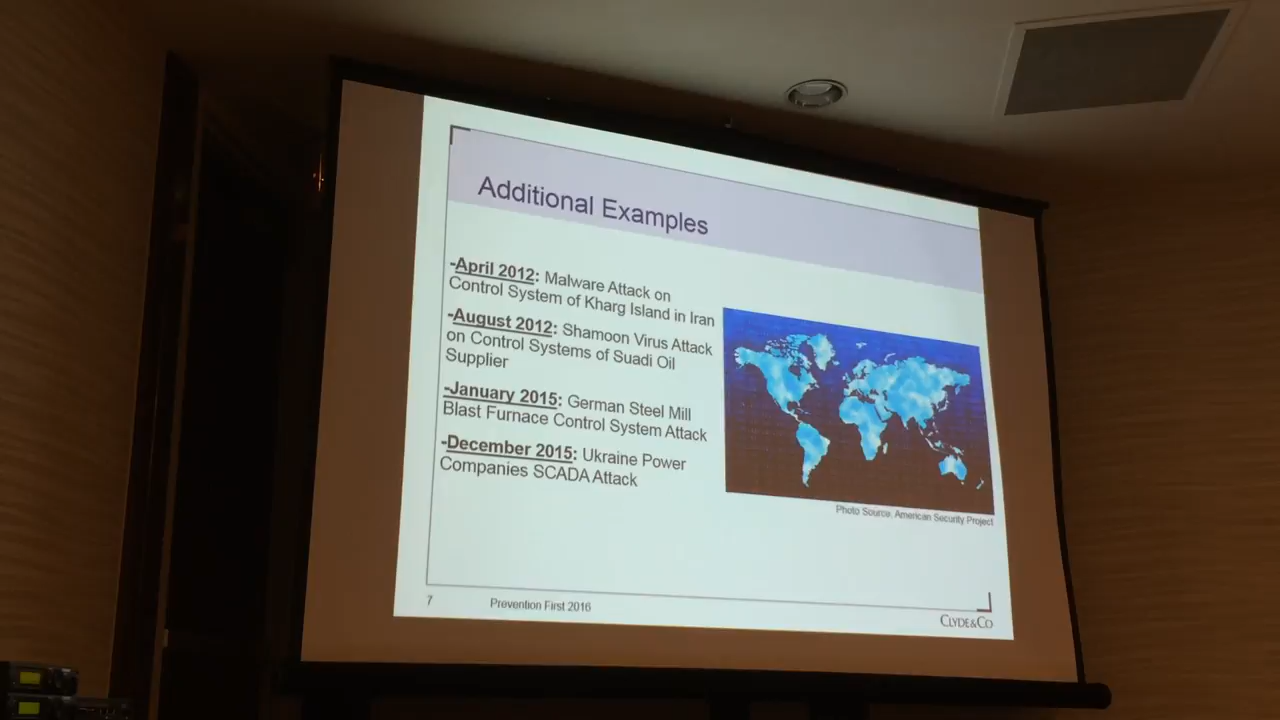 Additional Examples
-April 2012: Malware Attack on
Control System of Kharg Island in Iran
-August 2012: Shamoon Virus Attack
on Control Systems of Suadi Oil
Supplier
-January 2015: German Steel Mill
Blast Furnace Control System Attack
-December 2015: Ukraine Power
Companies SCADA Attack
Photo Source, American Security Project
7
Prevention First 2016
CLYDE&CO